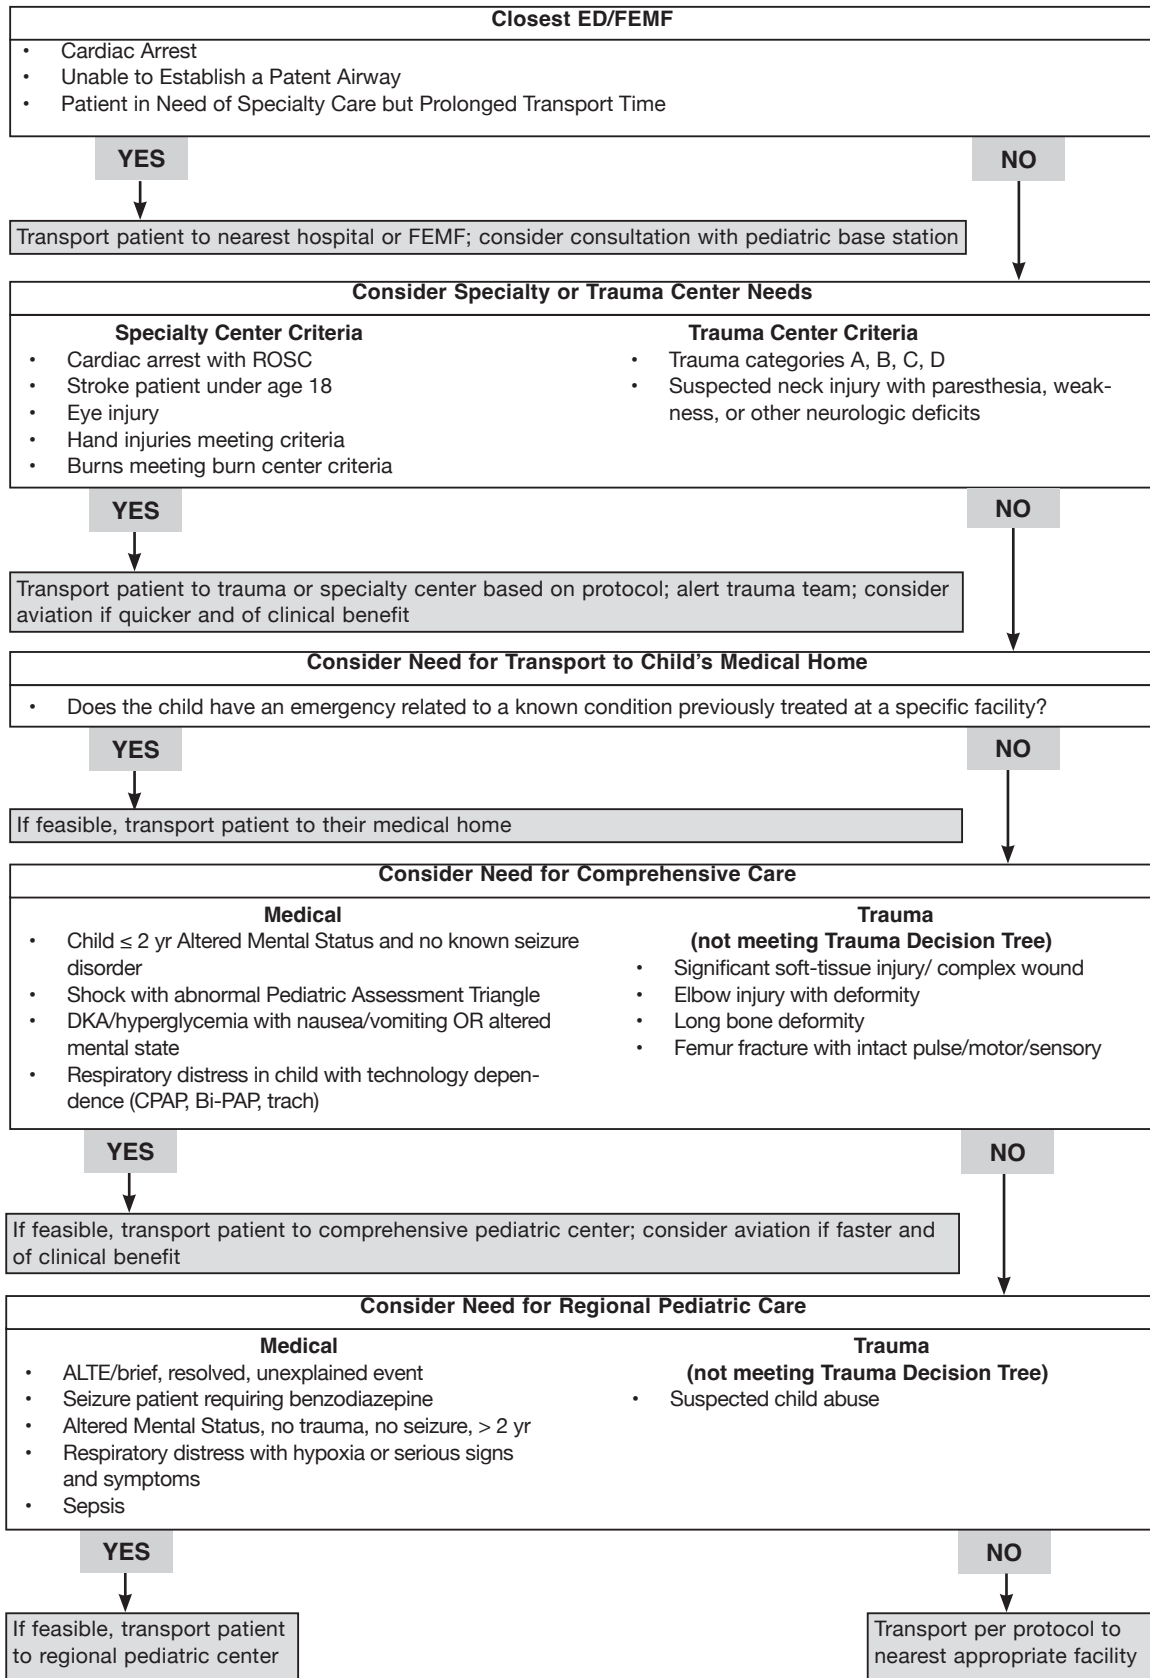 Closest ED/FEMF
• Cardiac Arrest
• Unable to Establish a Patent Airway
• Patient in Need of Specialty Care but Prolonged Transport Time
YES
NO
Transport patient to nearest hospital or FEMF; consider consultation with pediatric base station
Consider Specialty or Trauma Center Needs
Specialty Center Criteria
• Cardiac arrest with ROSC
• Stroke patient under age 18
• Eye injury
• Hand injuries meeting criteria
• Burns meeting burn center criteria
Trauma Center Criteria
• Trauma categories A, B, C, D
• Suspected neck injury with paresthesia, weak-
ness, or other neurologic deficits
YES
NO
Transport patient to trauma or specialty center based on protocol; alert trauma team; consider
aviation if quicker and of clinical benefit
Consider Need for Transport to Child’s Medical Home
• Does the child have an emergency related to a known condition previously treated at a specific facility?
YES
NO
If feasible, transport patient to their medical home
Consider Need for Comprehensive Care
Medical
• Child ≤ 2 yr Altered Mental Status and no known seizure
disorder
• Shock with abnormal Pediatric Assessment Triangle
• DKA/hyperglycemia with nausea/vomiting OR altered
mental state
• Respiratory distress in child with technology depen-
dence (CPAP, Bi-PAP, trach)
Trauma
(not meeting Trauma Decision Tree)
• Significant soft-tissue injury/ complex wound
• Elbow injury with deformity
• Long bone deformity
• Femur fracture with intact pulse/motor/sensory
YES
NO
If feasible, transport patient to comprehensive pediatric center; consider aviation if faster and
of clinical benefit
Consider Need for Regional Pediatric Care
Medical
• ALTE/brief, resolved, unexplained event
• Seizure patient requiring benzodiazepine
• Altered Mental Status, no trauma, no seizure, > 2 yr
• Respiratory distress with hypoxia or serious signs
and symptoms
• Sepsis
Trauma
(not meeting Trauma Decision Tree)
• Suspected child abuse
YES
NO
If feasible, transport patient
to regional pediatric center
Transport per protocol to
nearest appropriate facility